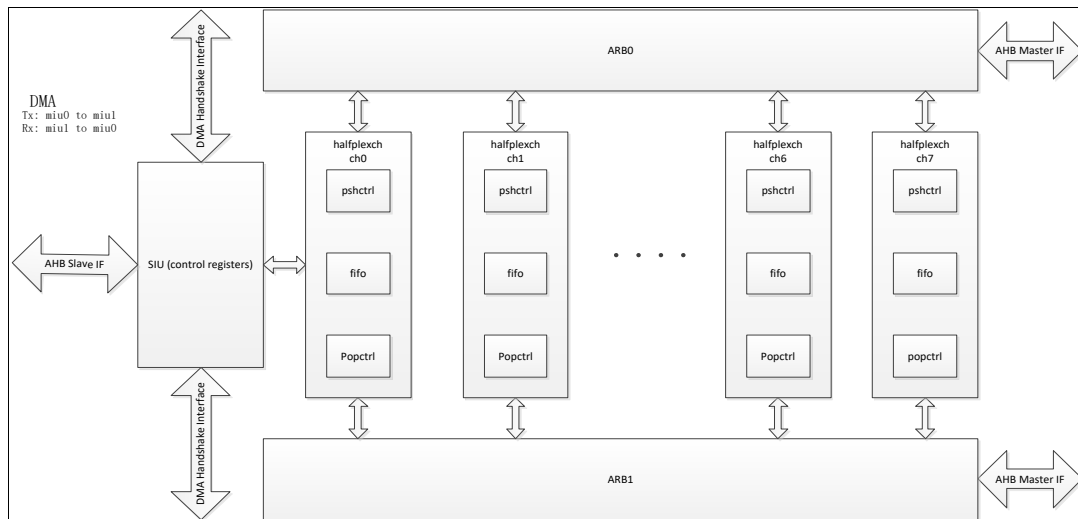 ARB0
AHB Master IF
DMA Handshake Interface
DMA
Tx: miu0 to miu1
Rx: miu1 to miu0
halfplexch
ch0
pshctrl
fifo
Popctrl
halfplexch
ch1
pshctrl
fifo
Popctrl
. . . .
halfplexch
ch6
pshctrl
fifo
Popctrl
halfplexch
ch7
pshctrl
fifo
popctrl
AHB Slave IF
SIU (control registers)
DMA Handshake Interface
ARB1
AHB Master IF